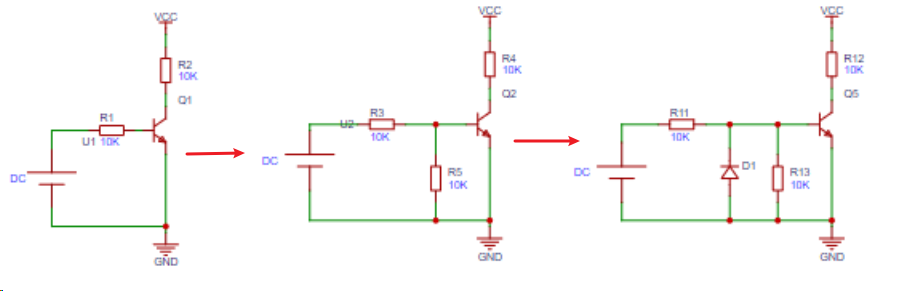 VCC
R2
10K
Q1
R1
U1 10K
DC
GND
VCC
R4
10K
Q2
U2
R3
10K
DC
R5
10K
GND
VCC
R12
10K
Q5
R11
10K
DC
D1
R13
10K
GND